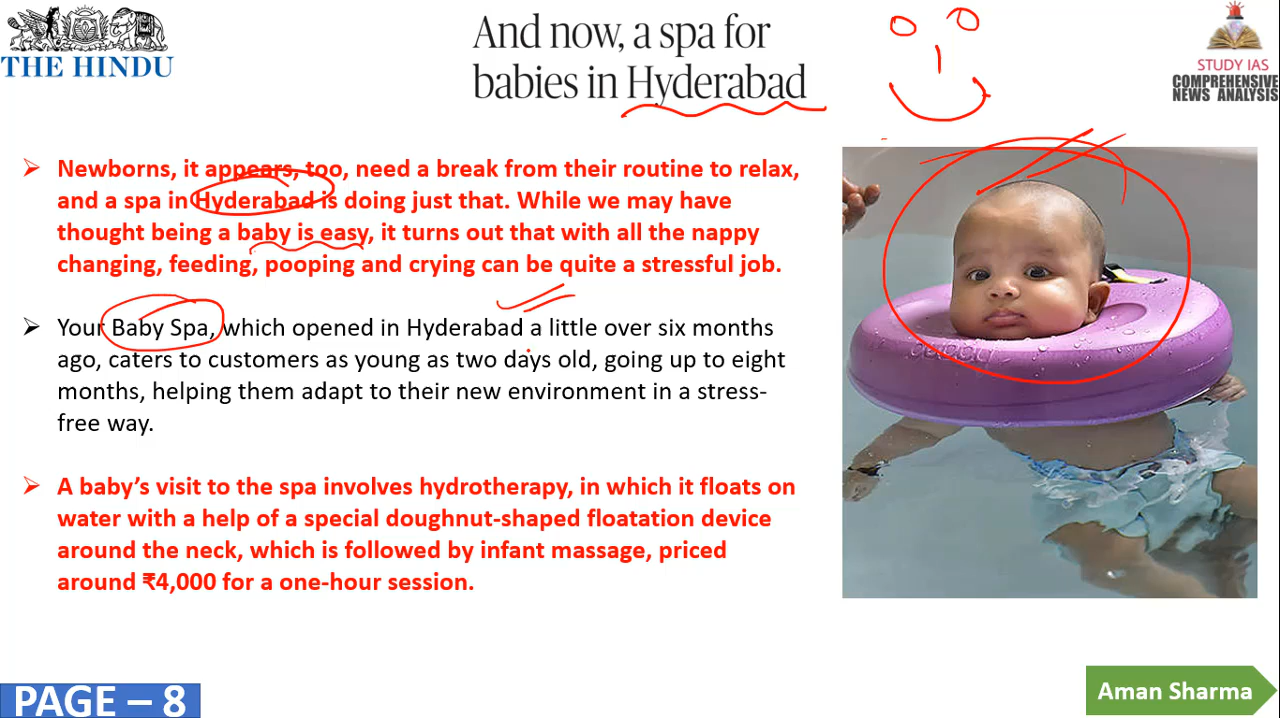 THE HINDU
And now, a spa for
babies in Hyderabad
STUDY IAS
COMPREHENSIVE
NEWS ANALYSIS
Newborns, it appears, too, need a break from their routine to relax,
and a spa in Hyderabad is doing just that. While we may have
thought being a baby is easy, it turns out that with all the nappy
changing, feeding, pooping and crying can be quite a stressful job.
Your Baby Spa, which opened in Hyderabad a little over six months
ago, caters to customers as young as two days old, going up to eight
months, helping them adapt to their new environment in a stress-
free way.
A baby’s visit to the spa involves hydrotherapy, in which it floats on
water with a help of a special doughnut-shaped floatation device
around the neck, which is followed by infant massage, priced
around ₹4,000 for a one-hour session.
PAGE – 8
Aman Sharma